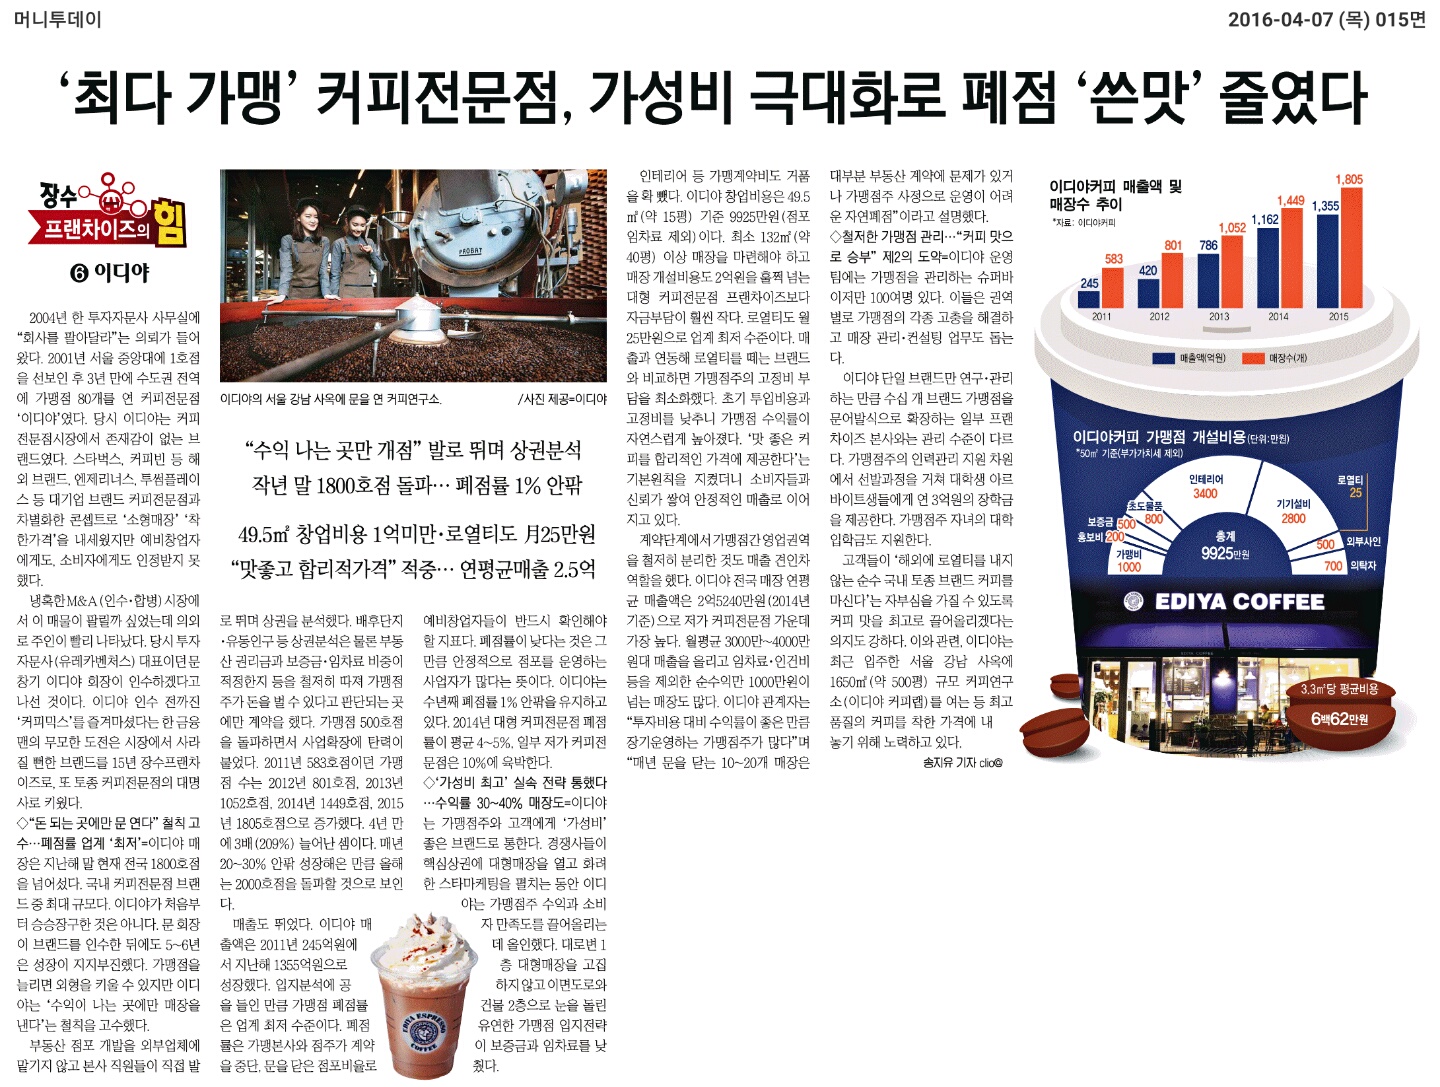 머니투데이
2016-04-07 (목) 015면
‘최다 가맹’ 커피전문점, 가성비 극대화로 폐점 ‘쓴맛’ 줄였다
장수
프랜차이즈의
힘
❻ 이디야
2004년 한 투자자문사 사무실에
“회사를 팔아달라”는 의뢰가 들어
왔다. 2001년 서울 중앙대에 1호점
을 선보인 후 3년 만에 수도권 전역
에 가맹점 80개를 연 커피전문점
‘이디야’였다. 당시 이디야는 커피
전문점시장에서 존재감이 없는 브
랜드였다. 스타벅스, 커피빈 등 해
외 브랜드, 엔제리너스, 투썸플레이
스 등 대기업 브랜드 커피전문점과
차별화한 콘셉트로 ‘소형매장’ ‘착
한가격’을 내세웠지만 예비창업자
에게도, 소비자에게도 인정받지 못
했다.
냉혹한 M&A(인수·합병) 시장에
서 이 매물이 팔릴까 싶었는데 의외
로 주인이 빨리 나타났다. 당시 투자
자문사(유레카벤처스) 대표이던 문
창기 이디야 회장이 인수하겠다고
나선 것이다. 이디야 인수 전까진
‘커피믹스’를 즐겨마셨다는 한 금융
맨의 무모한 도전은 시장에서 사라
질 뻔한 브랜드를 15년 장수프랜차
이즈로, 또 토종 커피전문점의 대명
사로 키웠다.
◇“돈 되는 곳에만 문 연다” 철칙 고
수…폐점률 업계 ‘최저’=이디야 매
장은 지난해 말 현재 전국 1800호점
을 넘어섰다. 국내 커피전문점 브랜
드 중 최대 규모다. 이디야가 처음부
터 승승장구한 것은 아니다. 문 회장
이 브랜드를 인수한 뒤에도 5~6년
은 성장이 지지부진했다. 가맹점을
늘리면 외형을 키울 수 있지만 이디
야는 ‘수익이 나는 곳에만 매장을
낸다’는 철칙을 고수했다.
부동산 점포 개발을 외부업체에
맡기지 않고 본사 직원들이 직접 발
PROBAT
이디야의 서울 강남 사옥에 문을 연 커피연구소.
/사진 제공=이디야
“수익 나는 곳만 개점” 발로 뛰며 상권분석
작년 말 1800호점 돌파… 폐점률 1% 안팎
49.5㎡ 창업비용 1억미만·로열티도 月25만원
“맛좋고 합리적가격” 적중… 연평균매출 2.5억
로 뛰며 상권을 분석했다. 배후단지
·유동인구 등 상권분석은 물론 부동
산 권리금과 보증금·임차료 비중이
적정한지 등을 철저히 따져 가맹점
주가 돈을 벌 수 있다고 판단되는 곳
에만 계약을 했다. 가맹점 500호점
을 돌파하면서 사업확장에 탄력이
붙었다. 2011년 583호점이던 가맹
점 수는 2012년 801호점, 2013년
1052호점, 2014년 1449호점, 2015
년 1805호점으로 증가했다. 4년 만
에 3배(209%) 늘어난 셈이다. 매년
20~30% 안팎 성장해온 만큼 올해
는 2000호점을 돌파할 것으로 보인
다.
매출도 뛰었다. 이디야 매
출액은 2011년 245억원에
서 지난해 1355억원으로
성장했다. 입지분석에 공
을 들인 만큼 가맹점 폐점률
은 업계 최저 수준이다. 폐점
률은 가맹본사와 점주가 계약
을 중단, 문을 닫은 점포비율로
EDIYA ESPRESSO
COFFEE
예비창업자들이 반드시 확인해야
할 지표다. 폐점률이 낮다는 것은 그
만큼 안정적으로 점포를 운영하는
사업자가 많다는 뜻이다. 이디야는
수년째 폐점률 1% 안팎을 유지하고
있다. 2014년 대형 커피전문점 폐점
률이 평균 4~5%, 일부 저가 커피전
문점은 10%에 육박한다.
◇‘가성비 최고’ 실속 전략 통했다
…수익률 30~40% 매장도=이디야
는 가맹점주와 고객에게 ‘가성비’
좋은 브랜드로 통한다. 경쟁사들이
핵심상권에 대형매장을 열고 화려
한 스타마케팅을 펼치는 동안 이디
야는 가맹점주 수익과 소비
자 만족도를 끌어올리는
데 올인했다. 대로변 1
층 대형매장을 고집
하지 않고 이면도로와
건물 2층으로 눈을 돌린
유연한 가맹점 입지전략
이 보증금과 임차료를 낮
췄다.
인테리어 등 가맹계약비도 거품
을 확 뺐다. 이디야 창업비용은 49.5
㎡(약 15평) 기준 9925만원(점포
임차료 제외)이다. 최소 132㎡(약
40평) 이상 매장을 마련해야 하고
매장 개설비용도 2억원을 훌쩍 넘는
대형 커피전문점 프랜차이즈보다
자금부담이 훨씬 작다. 로열티도 월
25만원으로 업계 최저 수준이다. 매
출과 연동해 로열티를 떼는 브랜드
와 비교하면 가맹점주의 고정비 부
담을 최소화했다. 초기 투입비용과
고정비를 낮추니 가맹점 수익률이
자연스럽게 높아졌다. ‘맛 좋은 커
피를 합리적인 가격에 제공한다’는
기본원칙을 지켰더니 소비자들과
신뢰가 쌓여 안정적인 매출로 이어
지고 있다.
계약단계에서 가맹점간 영업권역
을 철저히 분리한 것도 매출 견인차
역할을 했다. 이디야 전국 매장 연평
균 매출액은 2억5240만원(2014년
기준)으로 저가 커피전문점 가운데
가장 높다. 월평균 3000만~4000만
원대 매출을 올리고 임차료·인건비
등을 제외한 순수익만 1000만원이
넘는 매장도 많다. 이디야 관계자는
“투자비용 대비 수익률이 좋은 만큼
장기운영하는 가맹점주가 많다”며
“매년 문을 닫는 10~20개 매장은
대부분 부동산 계약에 문제가 있거
나 가맹점주 사정으로 운영이 어려
운 자연폐점”이라고 설명했다.
◇철저한 가맹점 관리…“커피 맛으
로 승부” 제2의 도약=이디야 운영
팀에는 가맹점을 관리하는 슈퍼바
이저만 100여명 있다. 이들은 권역
별로 가맹점의 각종 고충을 해결하
고 매장 관리·컨설팅 업무도 돕는
다.
이디야 단일 브랜드만 연구·관리
하는 만큼 수십 개 브랜드 가맹점을
문어발식으로 확장하는 일부 프랜
차이즈 본사와는 관리 수준이 다르
다. 가맹점주의 인력관리 지원 차원
에서 선발과정을 거쳐 대학생 아르
바이트생들에게 연 3억원의 장학금
을 제공한다. 가맹점주 자녀의 대학
입학금도 지원한다.
고객들이 ‘해외에 로열티를 내지
않는 순수 국내 토종 브랜드 커피를
마신다’는 자부심을 가질 수 있도록
커피 맛을 최고로 끌어올리겠다는
의지도 강하다. 이와 관련, 이디야는
최근 입주한 서울 강남 사옥에
1650㎡(약 500평) 규모 커피연구
소(이디야 커피랩)를 여는 등 최고
품질의 커피를 착한 가격에 내
놓기 위해 노력하고 있다.
송지유 기자 clio@
이디야커피 매출액 및
매장수 추이
*자료: 이디야커피
245 583 420 801 786 1,052 1,162 1,449 1,355 1,805
2011 2012 2013 2014 2015
매출액(억원) 매장수(개)
이디야커피 가맹점 개설비용(단위:만원)
*50㎡ 기준(부가가치세 제외)
가맹비
1000
홍보비 200
보증금 500
초도물품
800
인테리어
3400
기기설비
2800
로열티
25
500 외부사인
700 의탁자
총계
9925만원
EDIYA COFFEE
3.3㎡당 평균비용
6백62만원